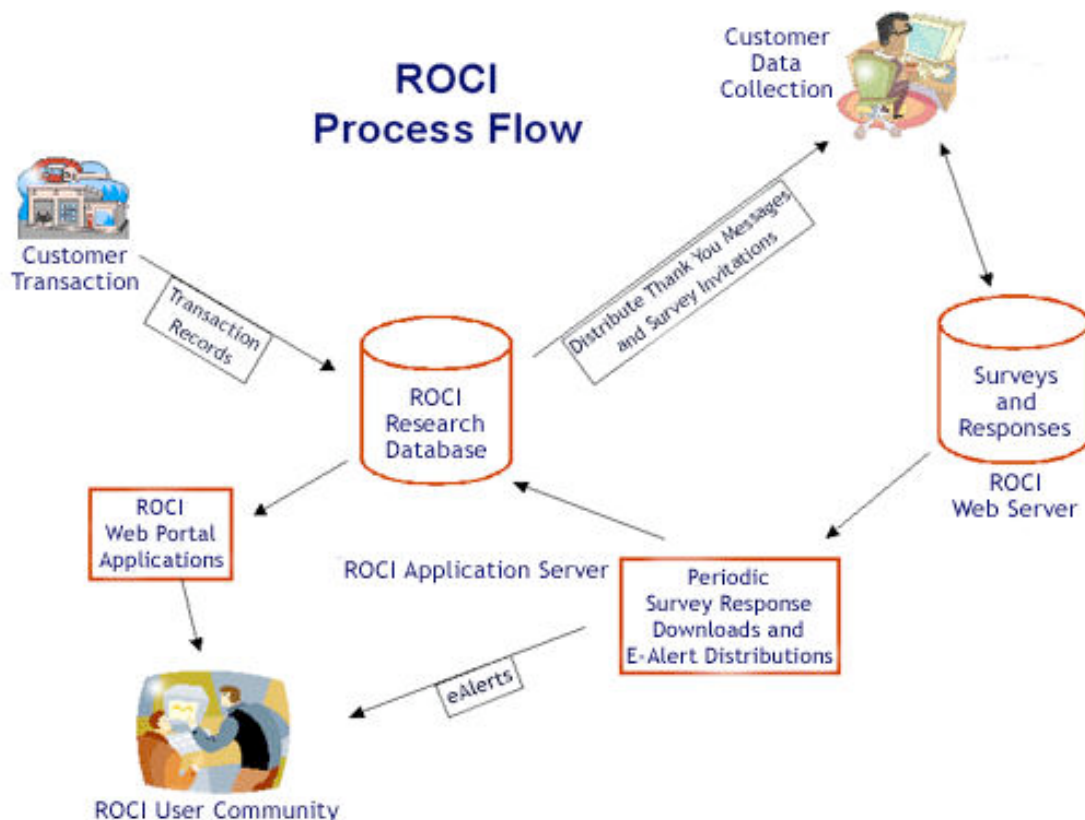 ROCI
Process Flow
Customer
Data
Collection
Customer
Transaction
Transaction
Records
Distribute Thank You Messages
and Survey Invitations
ROCI
Research
Database
Surveys
and
Responses
ROCI
Web Server
ROCI
Web Portal
Applications
ROCI Application Server
Periodic
Survey Response
Downloads and
E-Alert Distributions
eAlerts
ROCI User Community